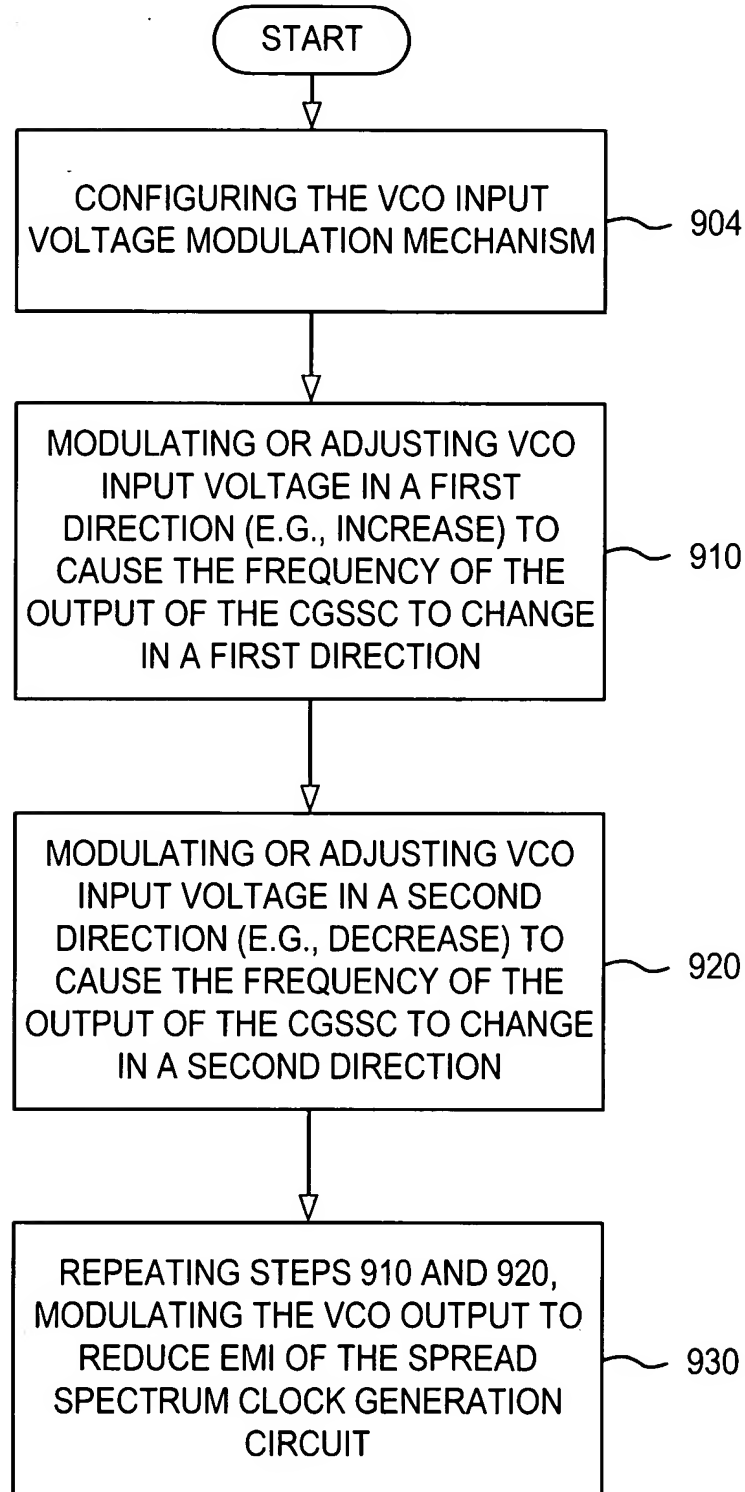 START
CONFIGURING THE VCO INPUT
VOLTAGE MODULATION MECHANISM
904
MODULATING OR ADJUSTING VCO
INPUT VOLTAGE IN A FIRST
DIRECTION (E.G., INCREASE) TO
CAUSE THE FREQUENCY OF THE
OUTPUT OF THE CGSSC TO CHANGE
IN A FIRST DIRECTION
910
MODULATING OR ADJUSTING VCO
INPUT VOLTAGE IN A SECOND
DIRECTION (E.G., DECREASE) TO
CAUSE THE FREQUENCY OF THE
OUTPUT OF THE CGSSC TO CHANGE
IN A SECOND DIRECTION
920
REPEATING STEPS 910 AND 920,
MODULATING THE VCO OUTPUT TO
REDUCE EMI OF THE SPREAD
SPECTRUM CLOCK GENERATION
CIRCUIT
930